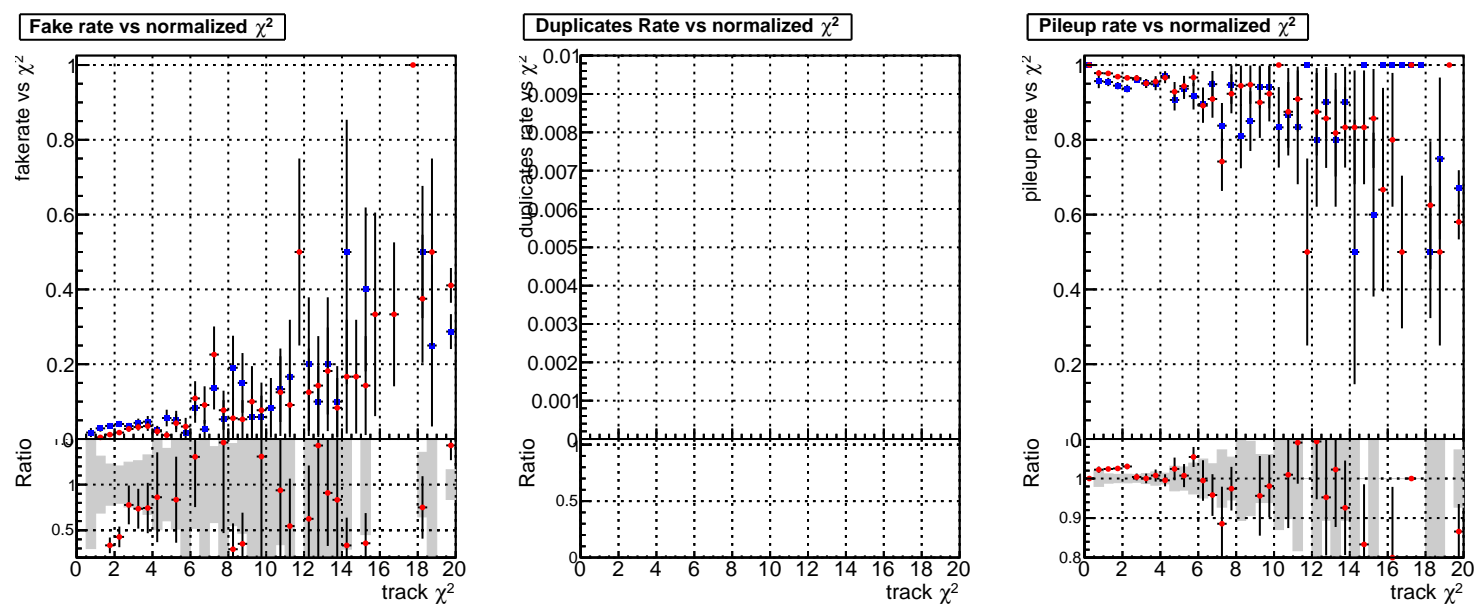 Fake rate vs normalized χ²
fakerate vs χ²
1
0.8
0.6
0.4
0.2
0
Ratio
1
0.5
0 2 4 6 8 10 12 14 16 18 20
track χ²
Duplicates Rate vs normalized χ²
duplicates rate vs χ²
0.01
0.009
0.008
0.007
0.006
0.005
0.004
0.003
0.002
0.001
0
Ratio
0.5
0
0 2 4 6 8 10 12 14 16 18 20
track χ²
Pileup rate vs normalized χ²
pileup rate vs χ²
1
0.8
0.6
0.4
0.2
0
Ratio
1
0.9
0.8
0 2 4 6 8 10 12 14 16 18 20
track χ²